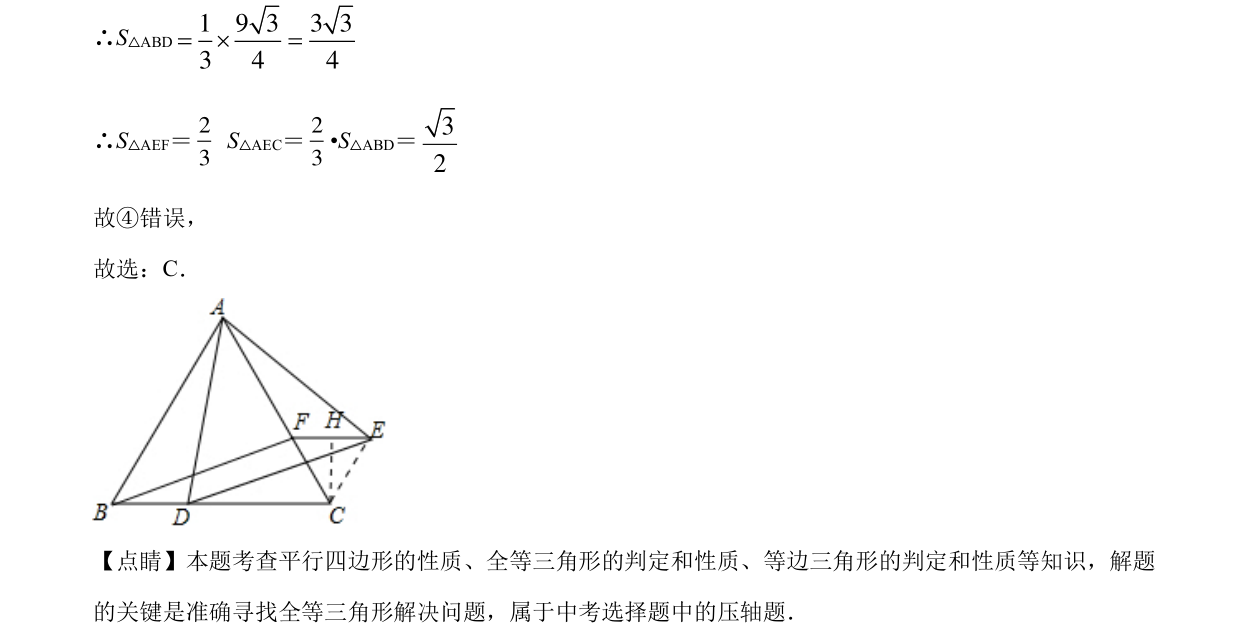 ∴S△ABD＝1/3×9√3/4＝3√3/4
∴S△AEF＝2/3 S△AEC＝2/3•S△ABD＝√3/2
故④错误，
故选：C．
A
F H E
B D C
【点睛】本题考查平行四边形的性质、全等三角形的判定和性质、等边三角形的判定和性质等知识，解题
的关键是准确寻找全等三角形解决问题，属于中考选择题中的压轴题．